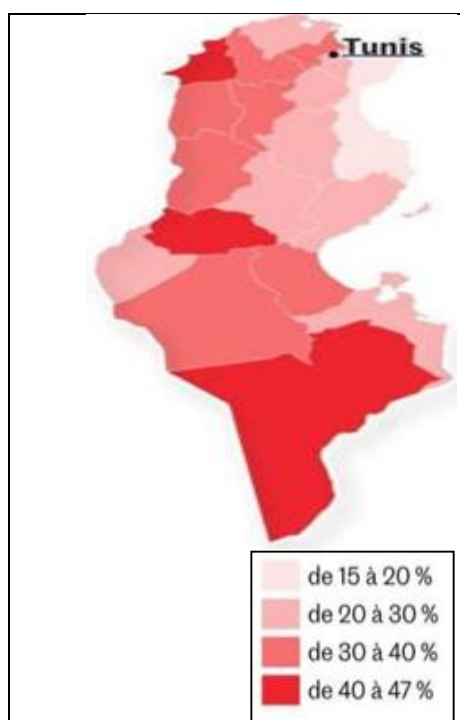 Tunis
de 15 à 20 %
de 20 à 30 %
de 30 à 40 %
de 40 à 47 %